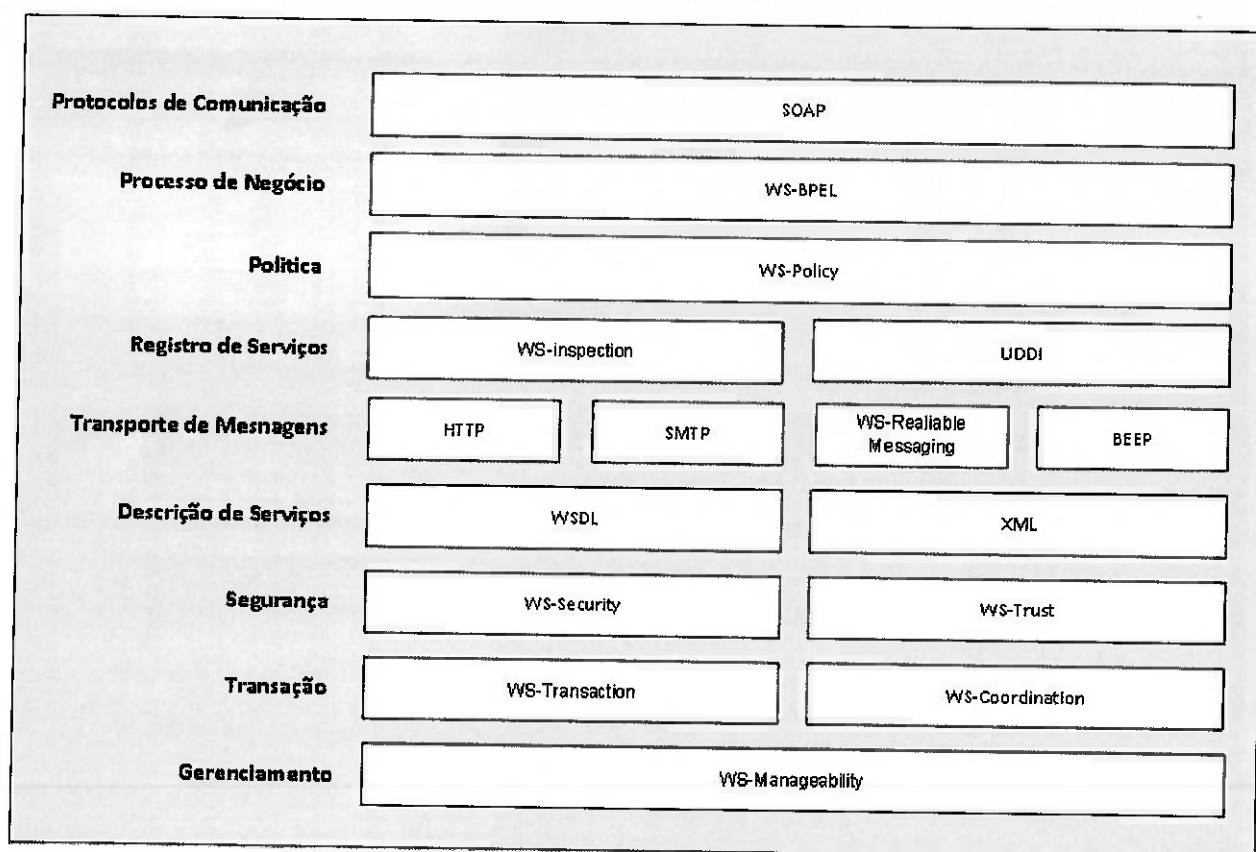 Protocolos de Comunicação
SOAP
Processo de Negócio
WS-BPEL
Politica
WS-Policy
Registro de Serviços
WS-inspection
UDDI
Transporte de Mesnagens
HTTP
SMTP
WS-Realiable
Messaging
BEEP
Descrição de Serviços
WSDL
XML
Segurança
WS-Security
WS-Trust
Transação
WS-Transaction
WS-Coordination
Gerenciamento
WS-Manageability